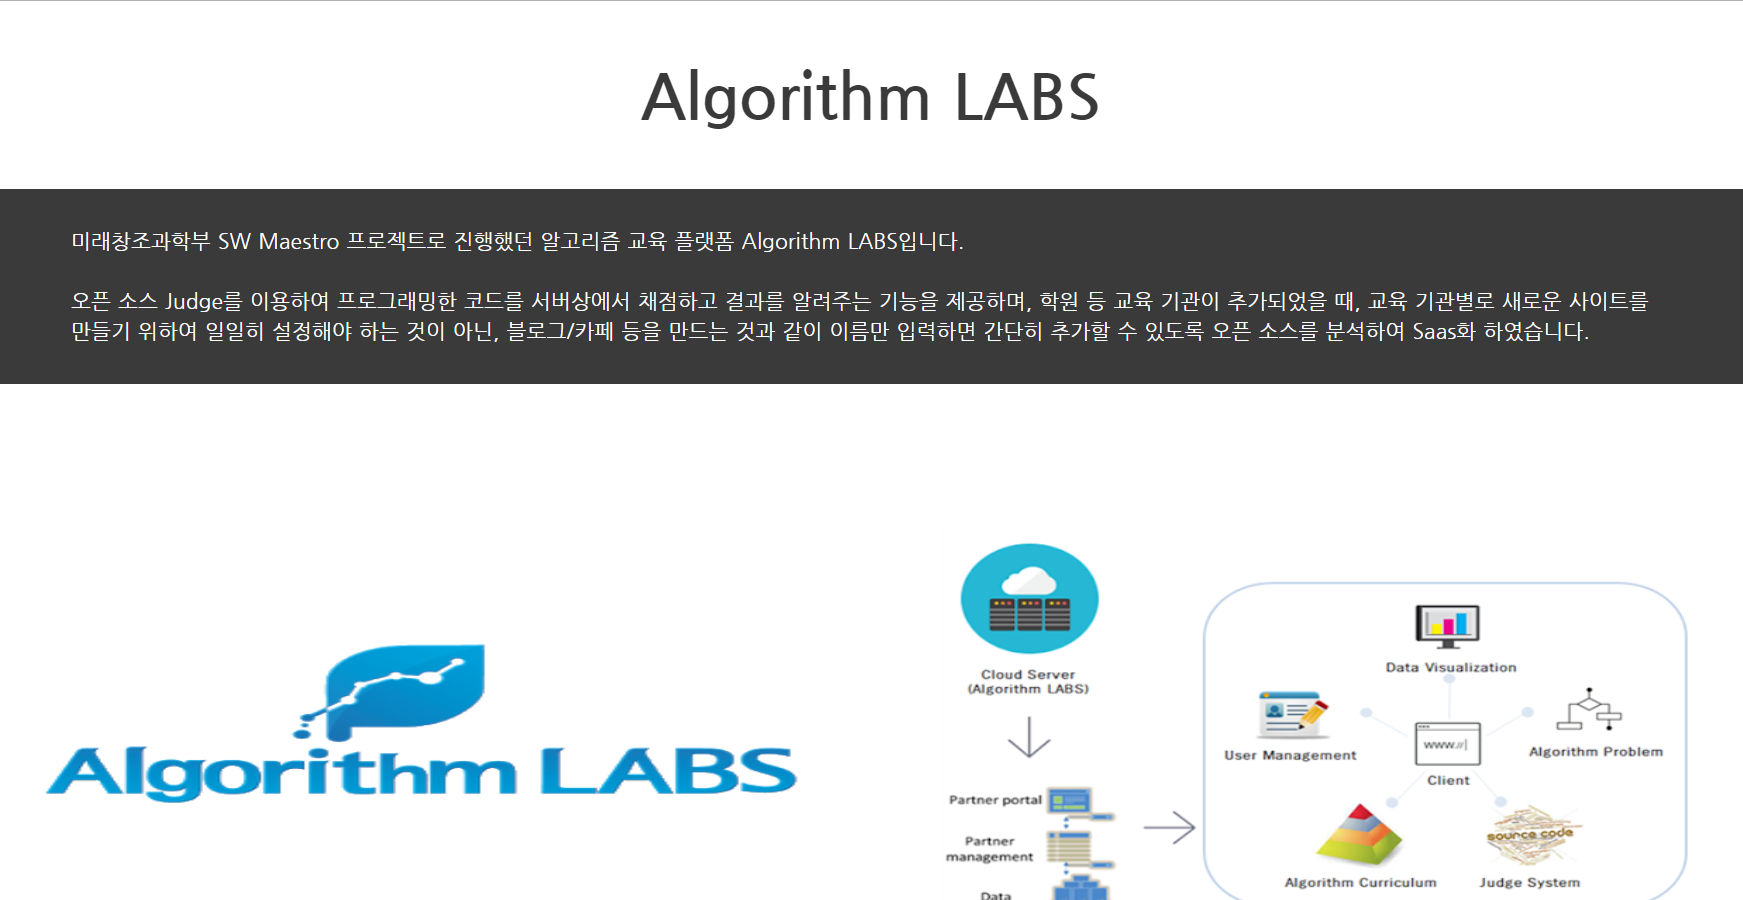 Algorithm LABS
미래창조과학부 SW Maestro 프로젝트로 진행했던 알고리즘 교육 플랫폼 Algorithm LABS입니다.
오픈 소스 Judge를 이용하여 프로그래밍한 코드를 서버상에서 채점하고 결과를 알려주는 기능을 제공하며, 학원 등 교육 기관이 추가되었을 때, 교육 기관별로 새로운 사이트를
만들기 위하여 일일히 설정해야 하는 것이 아닌, 블로그/카페 등을 만드는 것과 같이 이름만 입력하면 간단히 추가할 수 있도록 오픈 소스를 분석하여 Saas화 하였습니다.
Algorithm LABS
Cloud Server
(Algorithm LABS)
Partner portal
Partner
management
Data
Data Visualization
User Management
www.//
Client
Algorithm Problem
Algorithm Curriculum
source code
Judge System